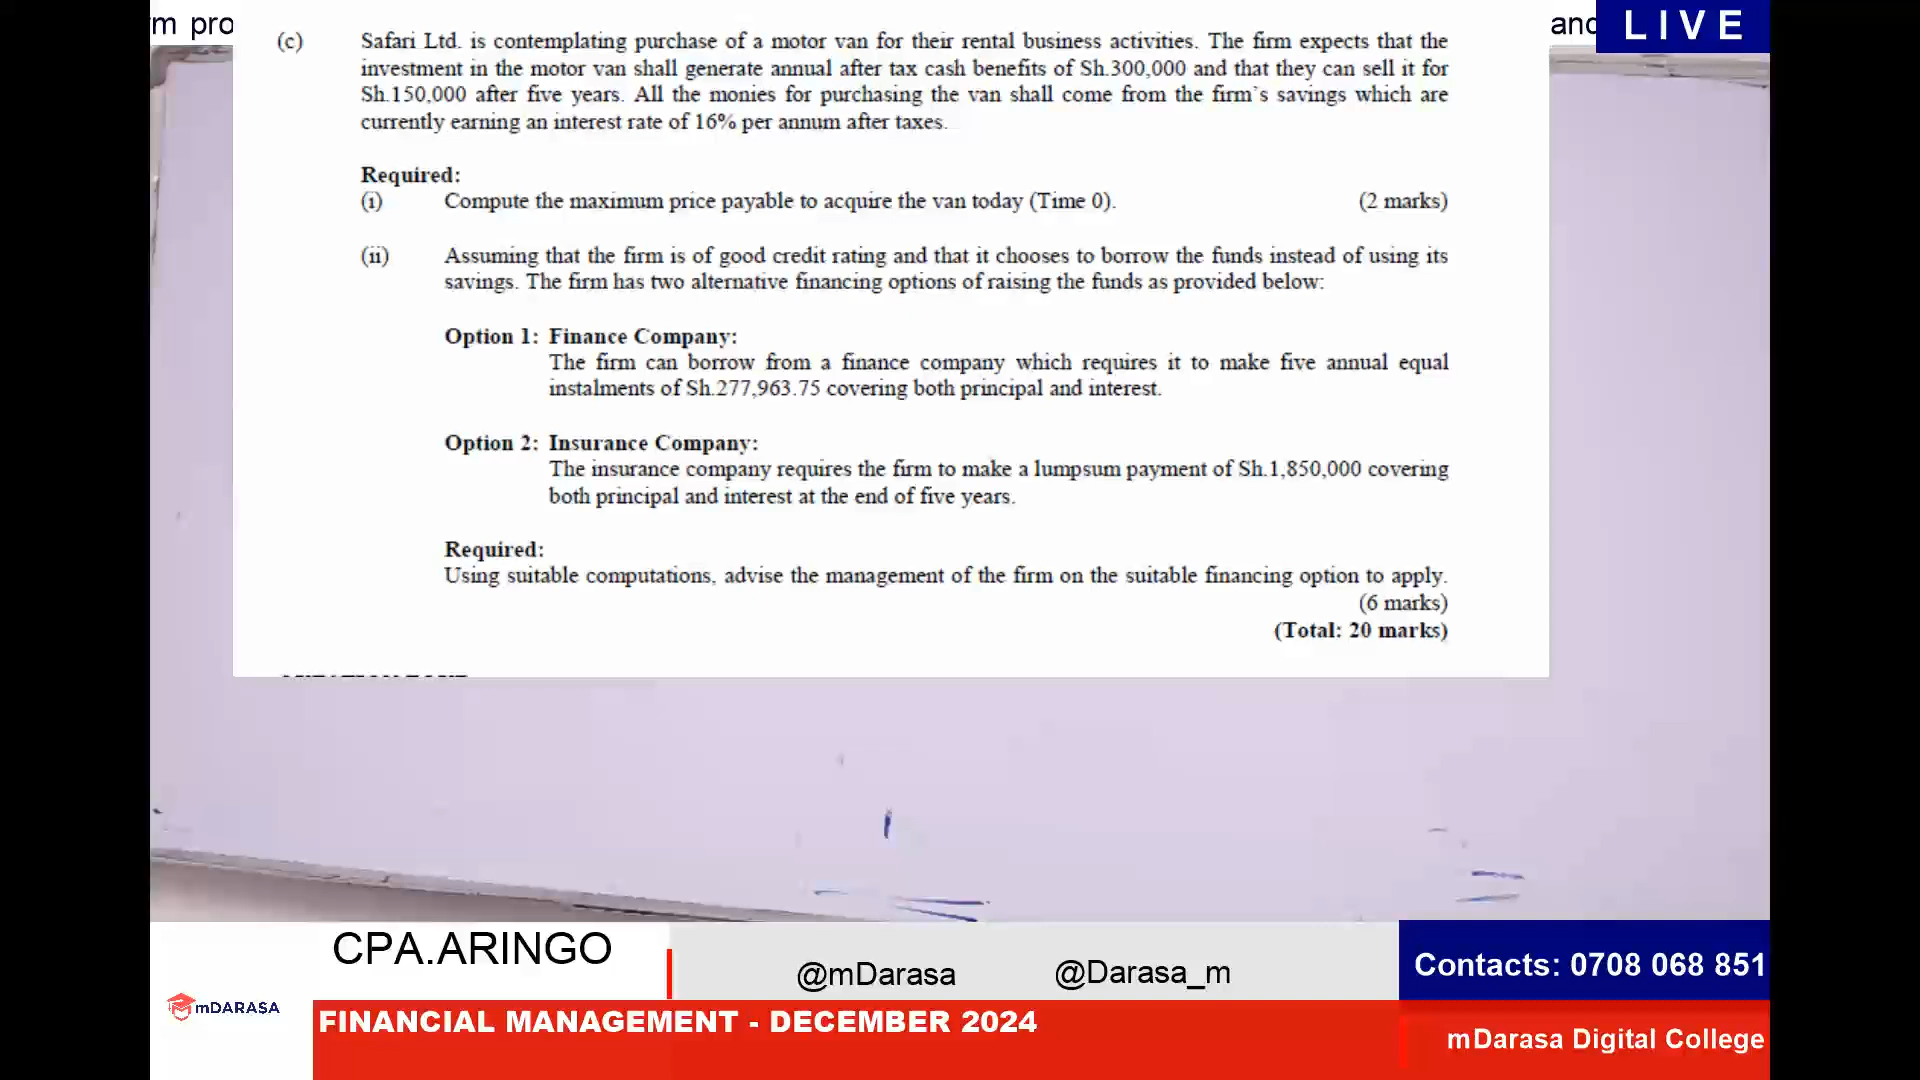 rm pro
and
LIVE
(c) Safari Ltd. is contemplating purchase of a motor van for their rental business activities. The firm expects that the
investment in the motor van shall generate annual after tax cash benefits of Sh.300,000 and that they can sell it for
Sh.150,000 after five years. All the monies for purchasing the van shall come from the firm's savings which are
currently earning an interest rate of 16% per annum after taxes.
Required:
(i) Compute the maximum price payable to acquire the van today (Time 0). (2 marks)
(ii) Assuming that the firm is of good credit rating and that it chooses to borrow the funds instead of using its
savings. The firm has two alternative financing options of raising the funds as provided below:
Option 1: Finance Company:
The firm can borrow from a finance company which requires it to make five annual equal
instalments of Sh.277,963.75 covering both principal and interest.
Option 2: Insurance Company:
The insurance company requires the firm to make a lumpsum payment of Sh.1,850,000 covering
both principal and interest at the end of five years.
Required:
Using suitable computations, advise the management of the firm on the suitable financing option to apply.
(6 marks)
(Total: 20 marks)
CPA.ARINGO
@mDarasa
@Darasa_m
Contacts: 0708 068 851
mDARASA
FINANCIAL MANAGEMENT - DECEMBER 2024
mDarasa Digital College